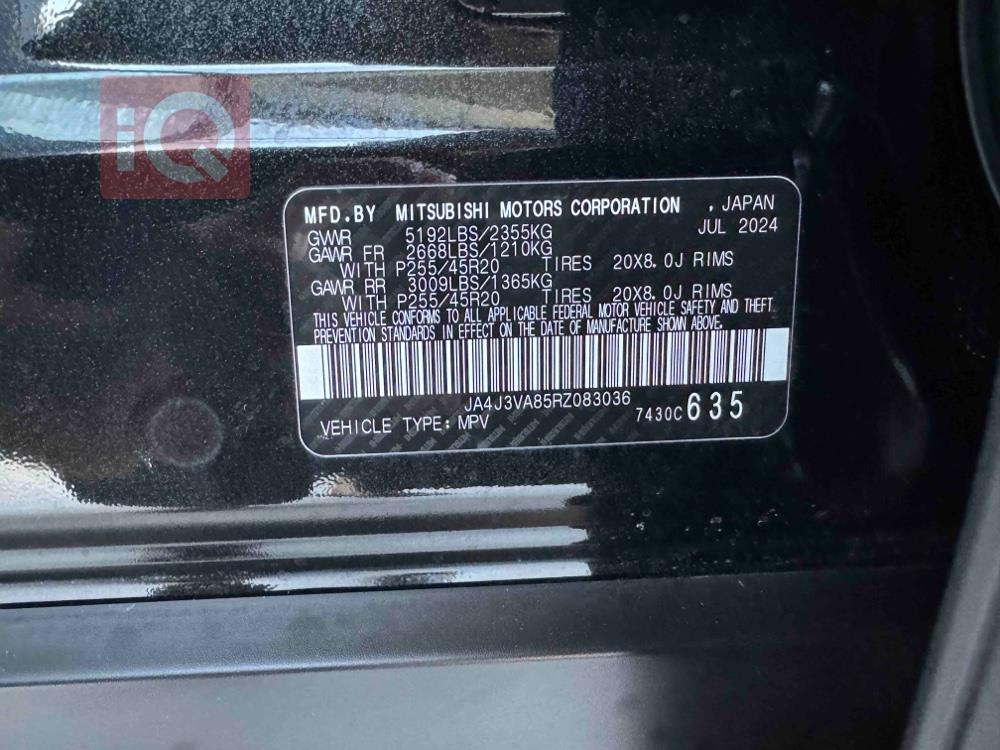 iQ
MFD.BY MITSUBISHI MOTORS CORPORATION , JAPAN
GVWR 5192LBS/2355KG JUL 2024
GAWR FR 2668LBS/1210KG
WITH P255/45R20 TIRES 20X8.0J RIMS
GAWR RR 3009LBS/1365KG
WITH P255/45R20 TIRES 20X8.0J RIMS
THIS VEHICLE CONFORMS TO ALL APPLICABLE FEDERAL MOTOR VEHICLE SAFETY AND THEFT
PREVENTION STANDARDS IN EFFECT ON THE DATE OF MANUFACTURE SHOWN ABOVE.
JA4J3VA85RZ083036
VEHICLE TYPE: MPV 7430C 635